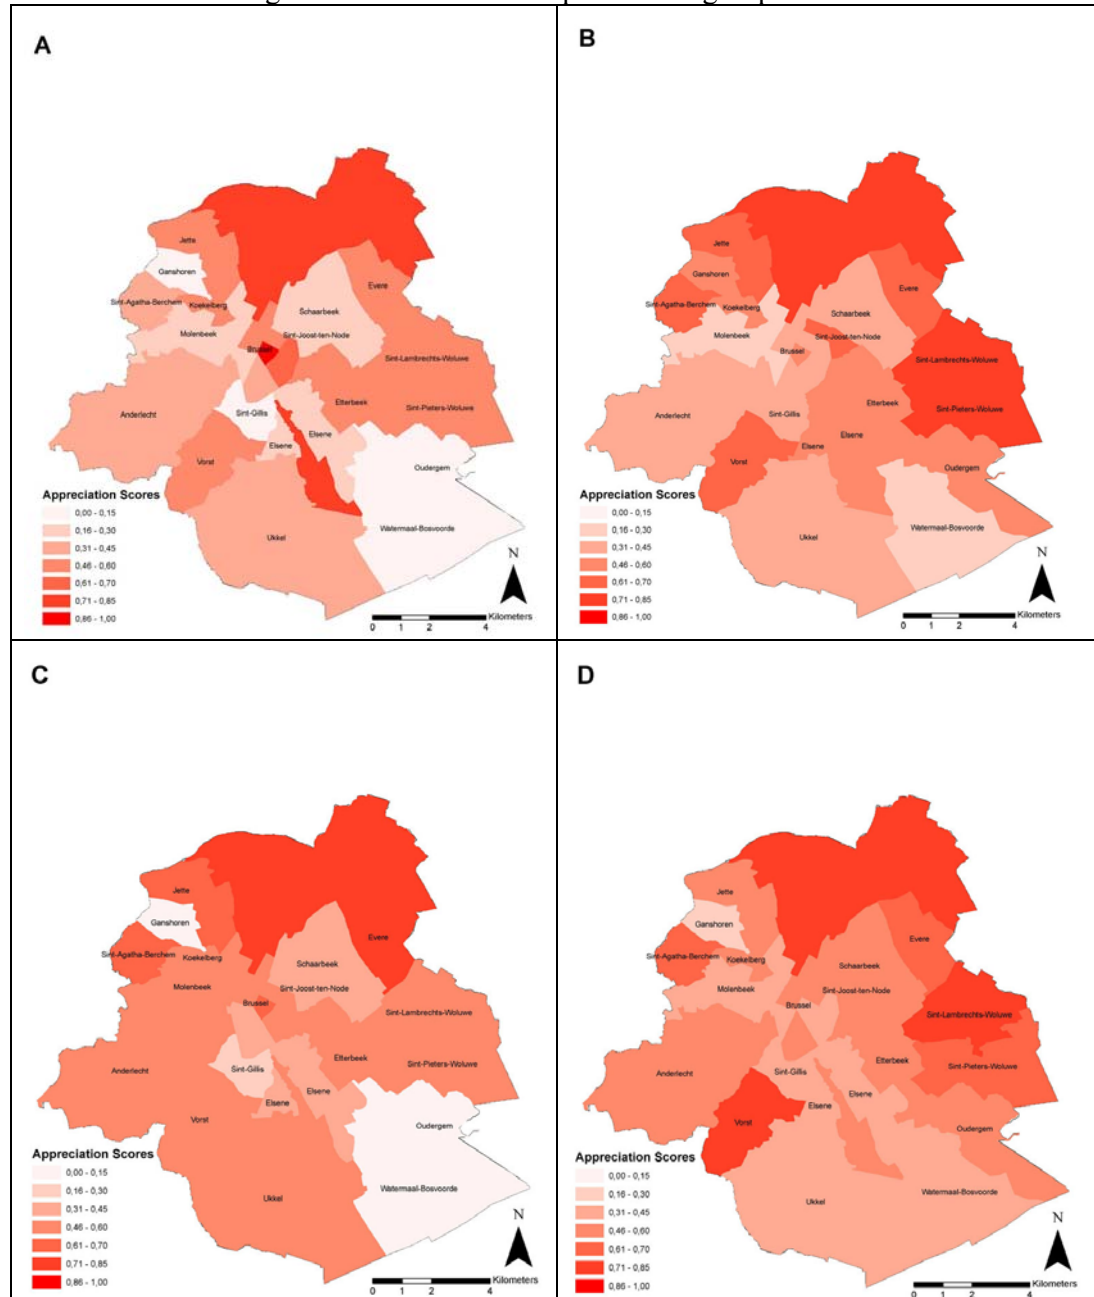 A
Jette
Ganshoren
Evere
Sint-Agatha-Berchem
Koekelberg
Schaarbeek
Molenbeek
Sint-Joost-ten-Node
Brussel
Sint-Lambrechts-Woluwe
Etterbeek
Sint-Pieters-Woluwe
Anderlecht
Sint-Gillis
Elsene
Elsene
Vorst
Oudergem
Watermaal-Bosvoorde
Ukkel
Appreciation Scores
0,00 - 0,15
0,16 - 0,30
0,31 - 0,45
0,46 - 0,60
0,61 - 0,70
0,71 - 0,85
0,86 - 1,00
N
Kilometers
0 1 2 4
B
Jette
Ganshoren
Evere
Sint-Agatha-Berchem
Koekelberg
Schaarbeek
Molenbeek
Sint-Joost-ten-Node
Brussel
Sint-Lambrechts-Woluwe
Etterbeek
Sint-Pieters-Woluwe
Anderlecht
Sint-Gillis
Elsene
Elsene
Vorst
Oudergem
Watermaal-Bosvoorde
Ukkel
Appreciation Scores
0,00 - 0,15
0,16 - 0,30
0,31 - 0,45
0,46 - 0,60
0,61 - 0,70
0,71 - 0,85
0,86 - 1,00
N
Kilometers
0 1 2 4
C
Jette
Ganshoren
Evere
Sint-Agatha-Berchem
Koekelberg
Schaarbeek
Molenbeek
Sint-Joost-ten-Node
Brussel
Sint-Lambrechts-Woluwe
Etterbeek
Sint-Pieters-Woluwe
Anderlecht
Sint-Gillis
Elsene
Elsene
Vorst
Oudergem
Watermaal-Bosvoorde
Ukkel
Appreciation Scores
0,00 - 0,15
0,16 - 0,30
0,31 - 0,45
0,46 - 0,60
0,61 - 0,70
0,71 - 0,85
0,86 - 1,00
N
Kilometers
0 1 2 4
D
Jette
Ganshoren
Evere
Sint-Agatha-Berchem
Koekelberg
Schaarbeek
Molenbeek
Sint-Joost-ten-Node
Brussel
Sint-Lambrechts-Woluwe
Etterbeek
Sint-Pieters-Woluwe
Anderlecht
Sint-Gillis
Elsene
Elsene
Vorst
Oudergem
Watermaal-Bosvoorde
Ukkel
Appreciation Scores
0,00 - 0,15
0,16 - 0,30
0,31 - 0,45
0,46 - 0,60
0,61 - 0,70
0,71 - 0,85
0,86 - 1,00
N
Kilometers
0 1 2 4